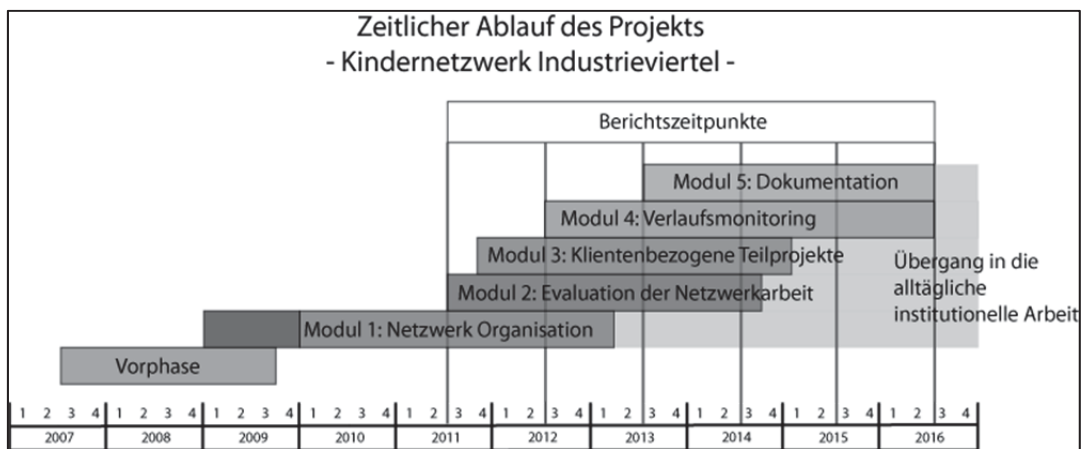 Zeitlicher Ablauf des Projekts
- Kindernetzwerk Industrieviertel -
Berichtszeitpunkte
Modul 5: Dokumentation
Modul 4: Verlaufsmonitoring
Modul 3: Klientenbezogene Teilprojekte
Modul 2: Evaluation der Netzwerkarbeit
Modul 1: Netzwerk Organisation
Vorphase
Übergang in die
alltägliche
institutionelle Arbeit
1 2 3 4 1 2 3 4 1 2 3 4 1 2 3 4 1 2 3 4 1 2 3 4 1 2 3 4 1 2 3 4 1 2 3 4 1 2 3 4
2007 2008 2009 2010 2011 2012 2013 2014 2015 2016